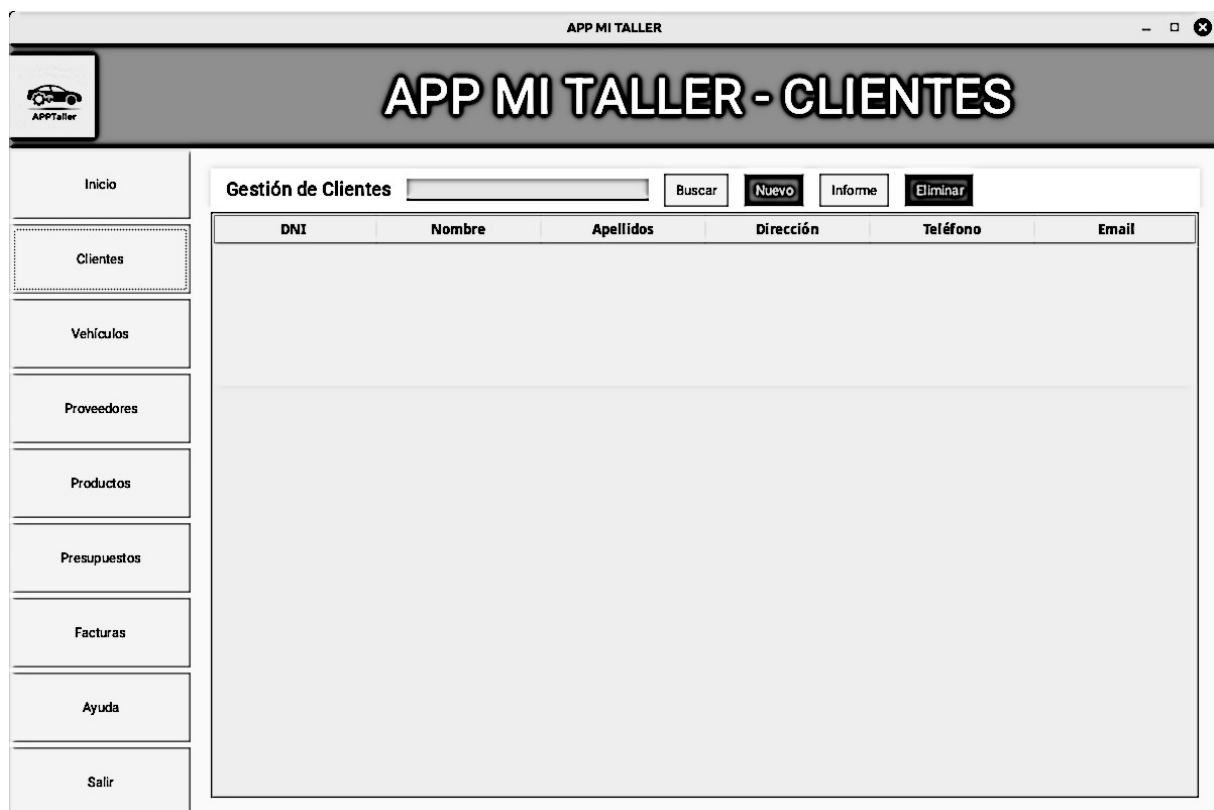 APP MI TALLER
APPTaller
APP MI TALLER - CLIENTES
Inicio
Clientes
Vehículos
Proveedores
Productos
Presupuestos
Facturas
Ayuda
Salir
Gestión de Clientes Buscar Nuevo Informe Eliminar
DNI Nombre Apellidos Dirección Teléfono Email